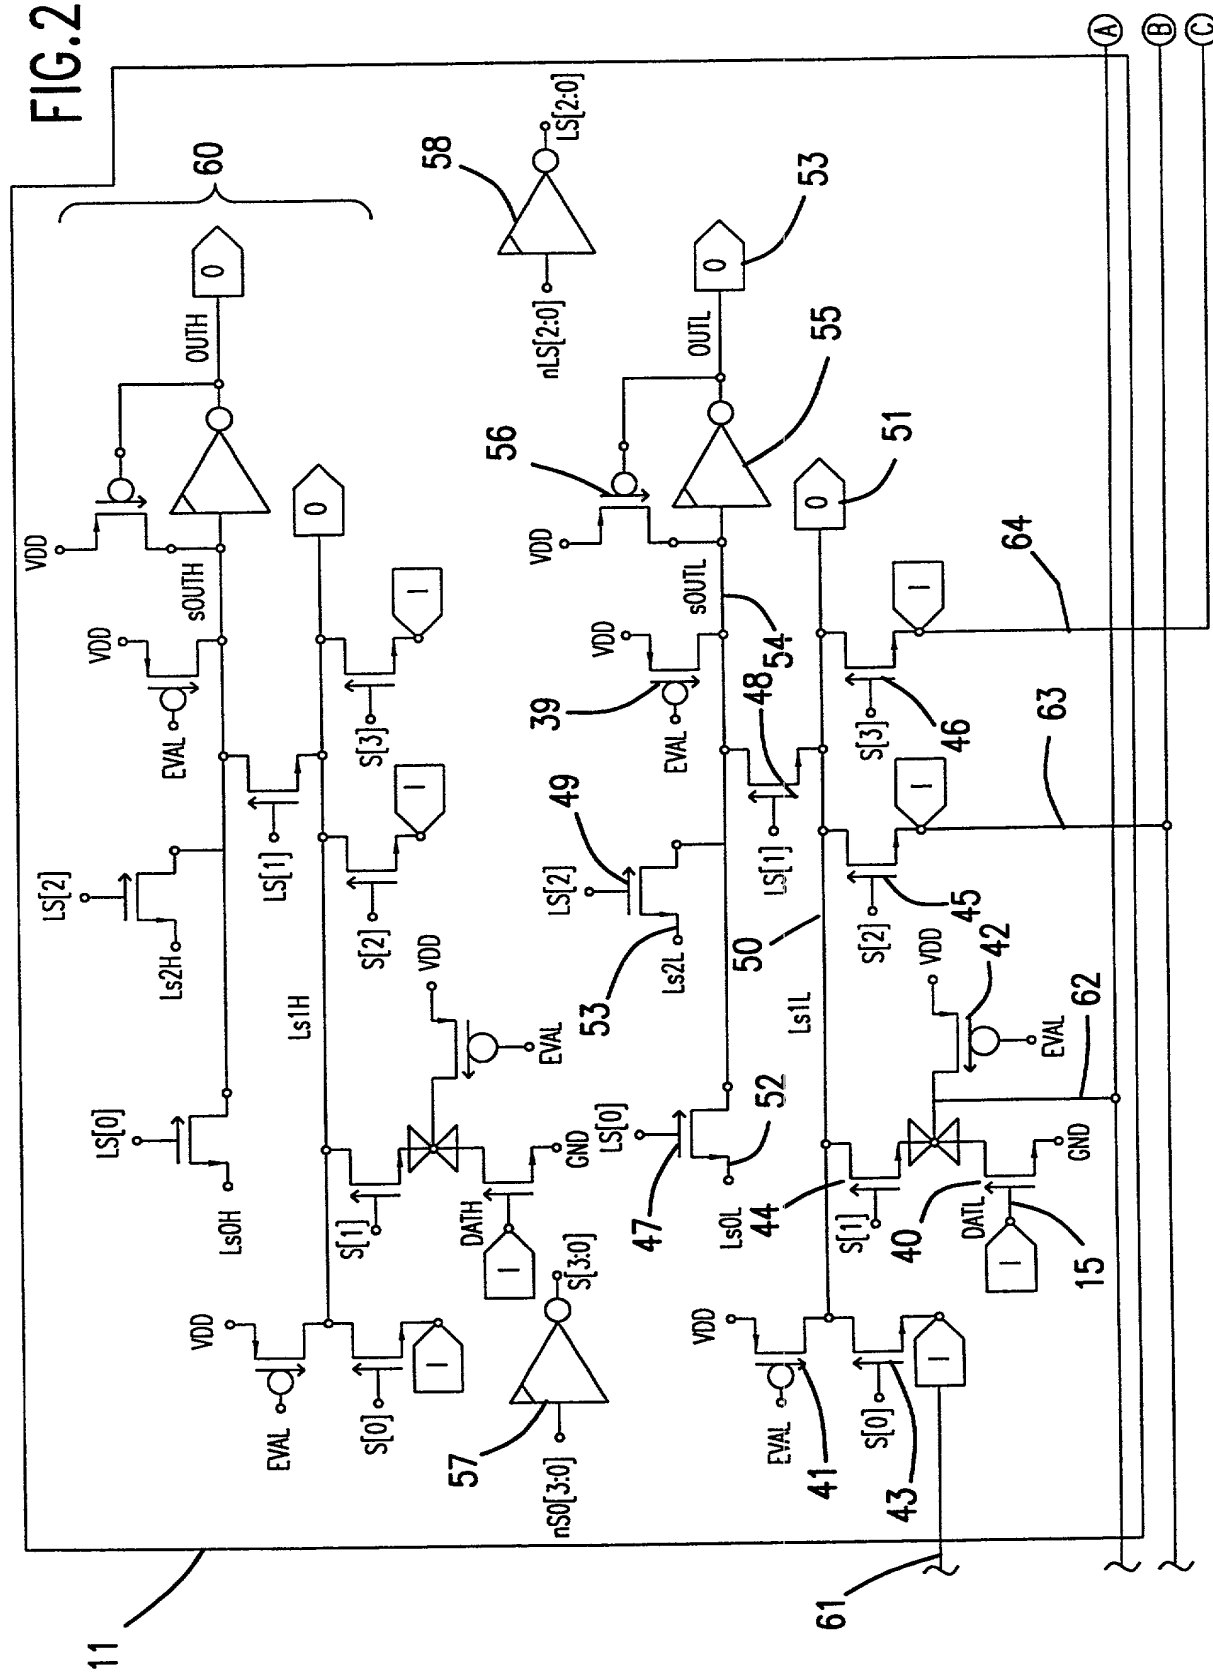 FIG.2
11
60
VDD
OUTH
0
sOUTH
VDD
EVAL
LS[2]
Ls2H
LS[0]
Ls0H
LS[1]
0
S[3]
I
S[2]
I
Ls1H
VDD
EVAL
S[1]
DATH
I
GND
VDD
EVAL
S[0]
I
57
nS0[3:0]
S[3:0]
58
nLS[2:0]
LS[2:0]
56
VDD
OUTL
0
53
55
sOUTL
54
VDD
39
EVAL
49
LS[2]
53
Ls2L
LS[0]
47
52
Ls0L
48
LS[1]
0
51
50
Ls1L
S[3]
46
I
64
S[2]
45
I
63
42
VDD
EVAL
62
44
S[1]
40
DATL
I
15
GND
VDD
EVAL
41
S[0]
43
I
61
A
B
C